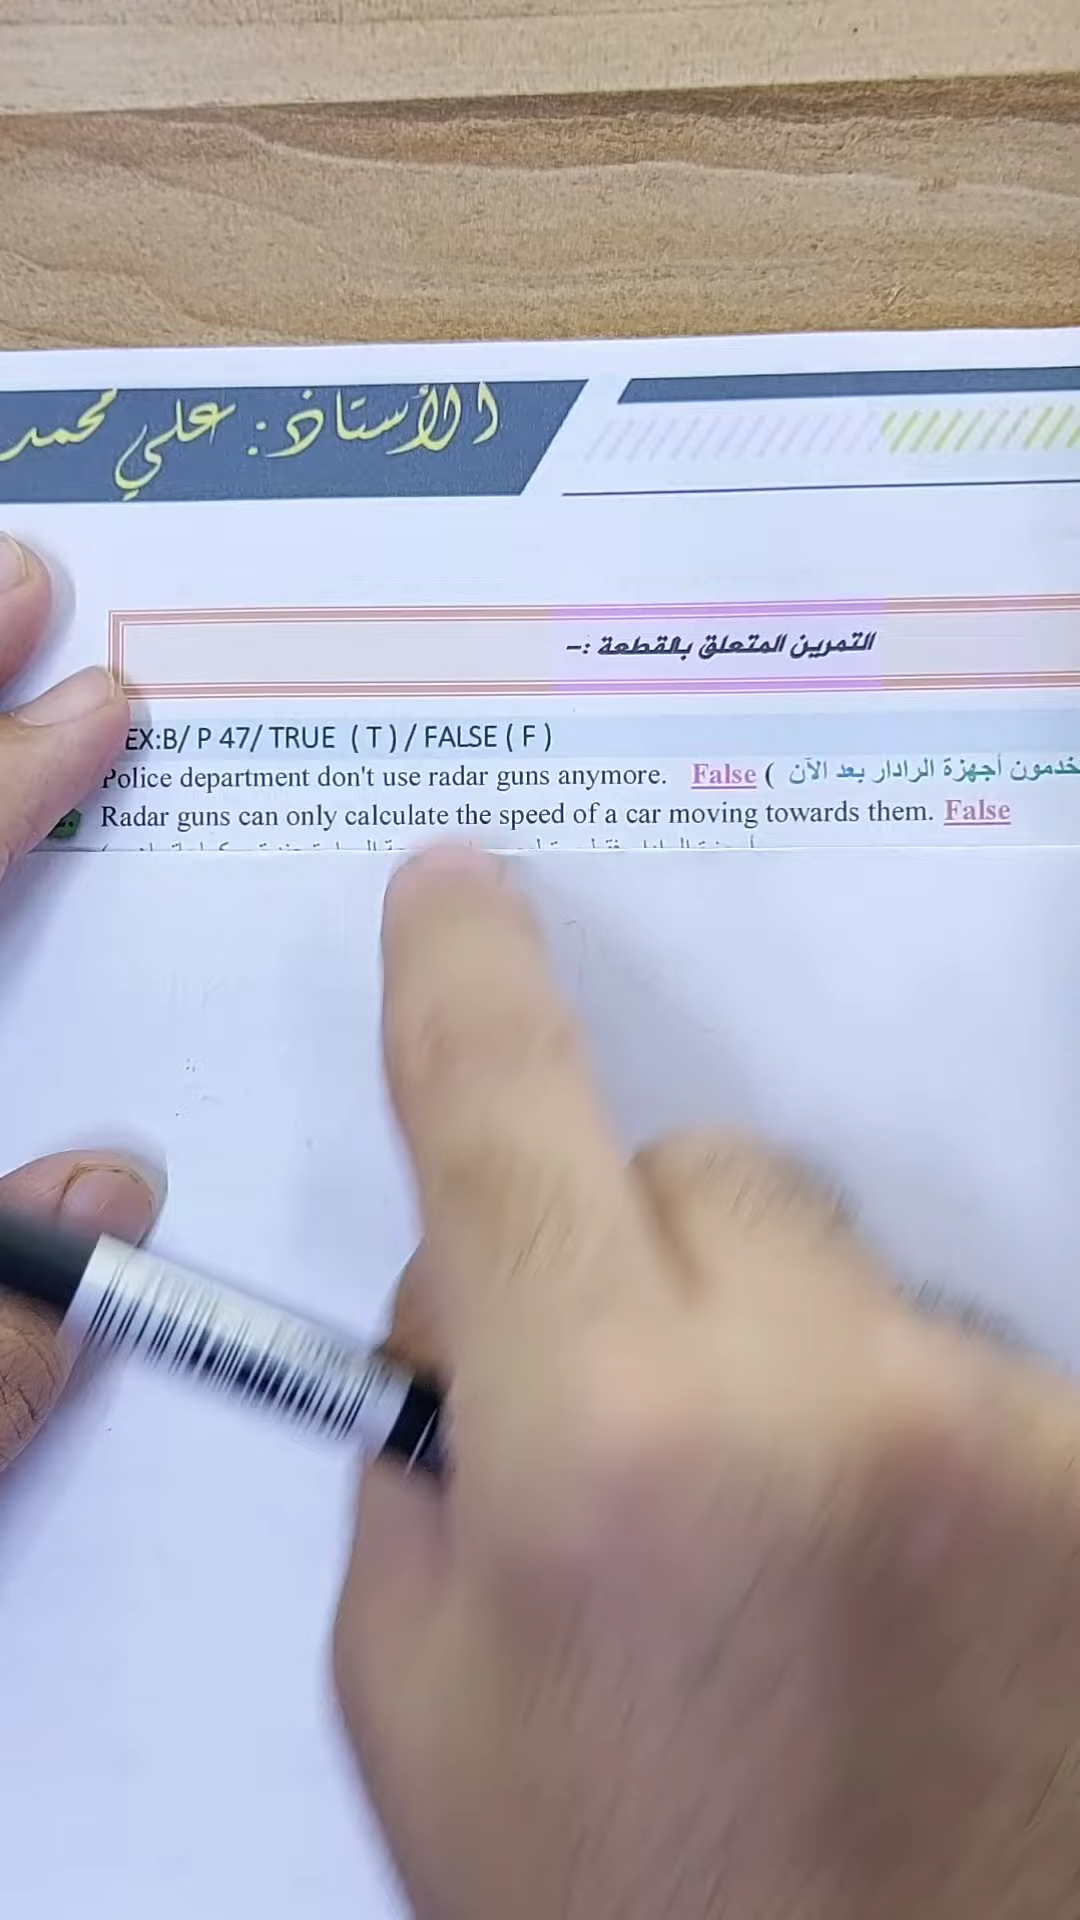 الأستاذ: علي محمد
التمرين المتعلق بالقطعة :-
EX:B/ P 47/ TRUE ( T ) / FALSE ( F )
Police department don't use radar guns anymore. False ( أجهزة الرادار بعد الآن
Radar guns can only calculate the speed of a car moving towards them. False